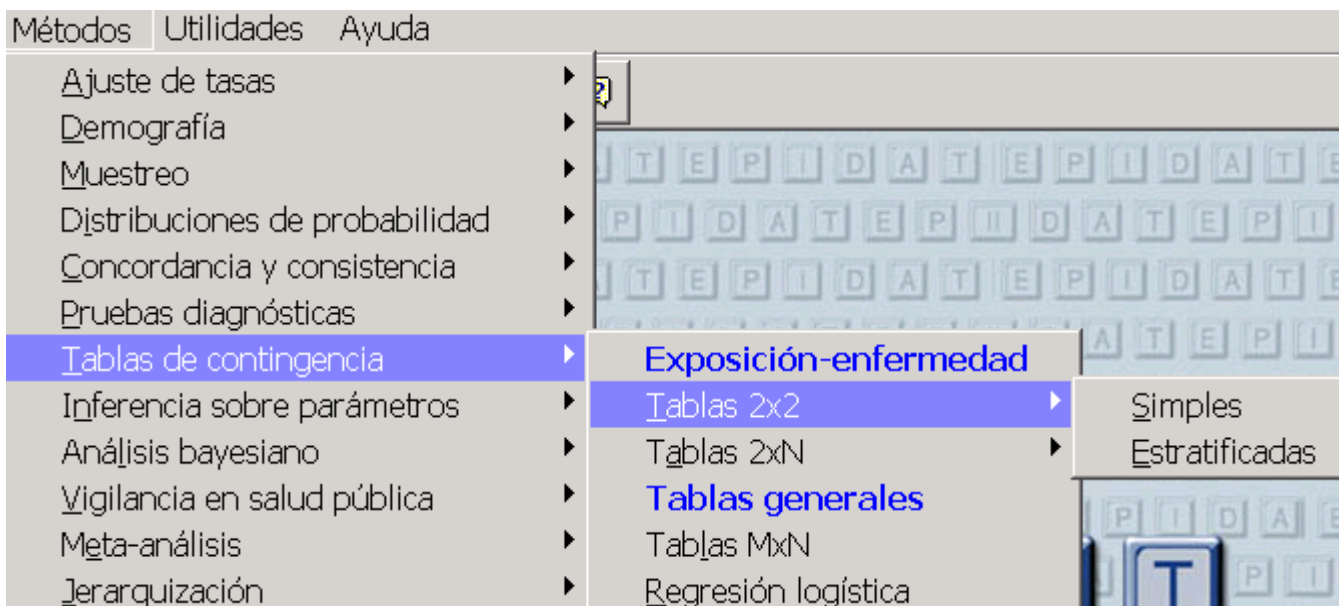 Métodos Utilidades Ayuda
Ajuste de tasas
Demografía
Muestreo
Distribuciones de probabilidad
Concordancia y consistencia
Pruebas diagnósticas
Tablas de contingencia
Inferencia sobre parámetros
Análisis bayesiano
Vigilancia en salud pública
Meta-análisis
Jerarquización
Exposición-enfermedad
Tablas 2x2
Tablas 2xN
Tablas generales
Tablas MxN
Regresión logística
Simples
Estratificadas
T E P I D A T E P I D A T E
P I D A T E P I I D A T E P I
T E P I D A T E P I D A T E
A T E P I
P I D A E
T P I